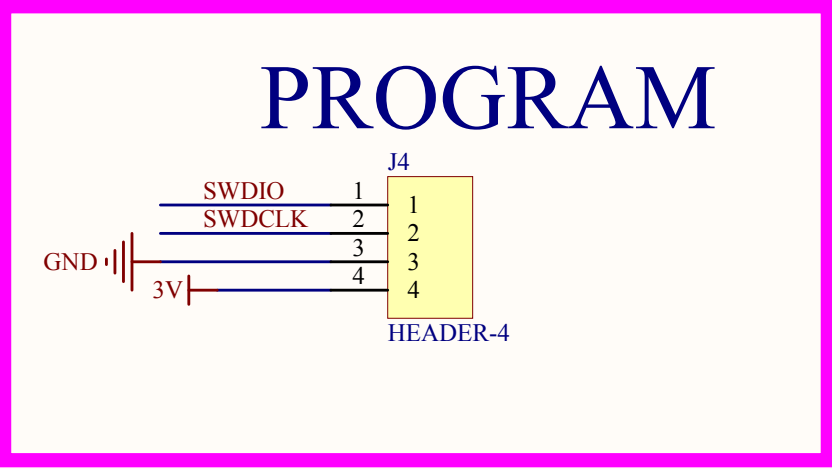 PROGRAM
J4
SWDIO 1 1
SWDCLK 2 2
GND 3 3
3V 4 4
HEADER-4